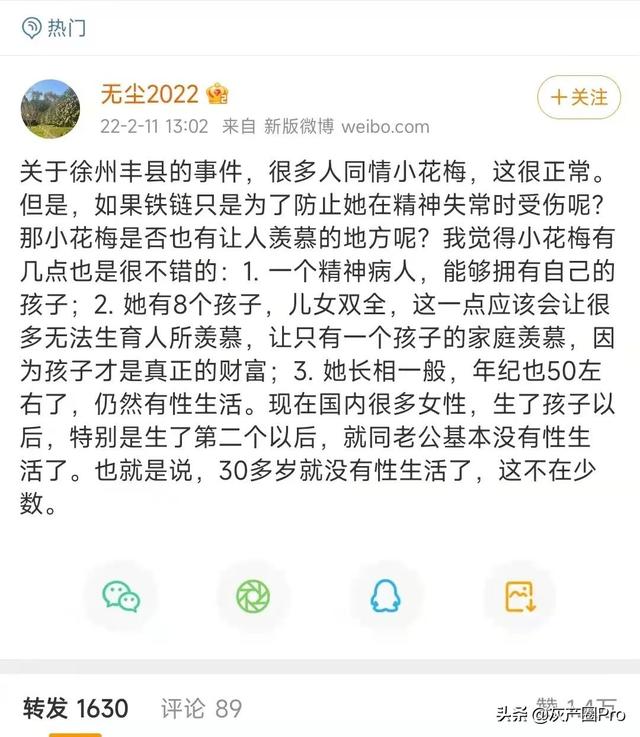 热门
无尘2022
+关注
22-2-11 13:02 来自 新版微博 weibo.com
关于徐州丰县的事件，很多人同情小花梅，这很正常。
但是，如果铁链只是为了防止她在精神失常时受伤呢？
那小花梅是否也有让人羡慕的地方呢？我觉得小花梅有
几点也是很不错的：1. 一个精神病人，能够拥有自己的
孩子；2. 她有8个孩子，儿女双全，这一点应该会让很
多无法生育人所羡慕，让只有一个孩子的家庭羡慕，因
为孩子才是真正的财富；3. 她长相一般，年纪也50左
右了，仍然有性生活。现在国内很多女性，生了孩子以
后，特别是生了第二个以后，就同老公基本没有性生
活了。也就是说，30多岁就没有性生活了，这不在少
数。
转发 1630 评论 89 赞 1.4万
头条 @灰产圈Pro